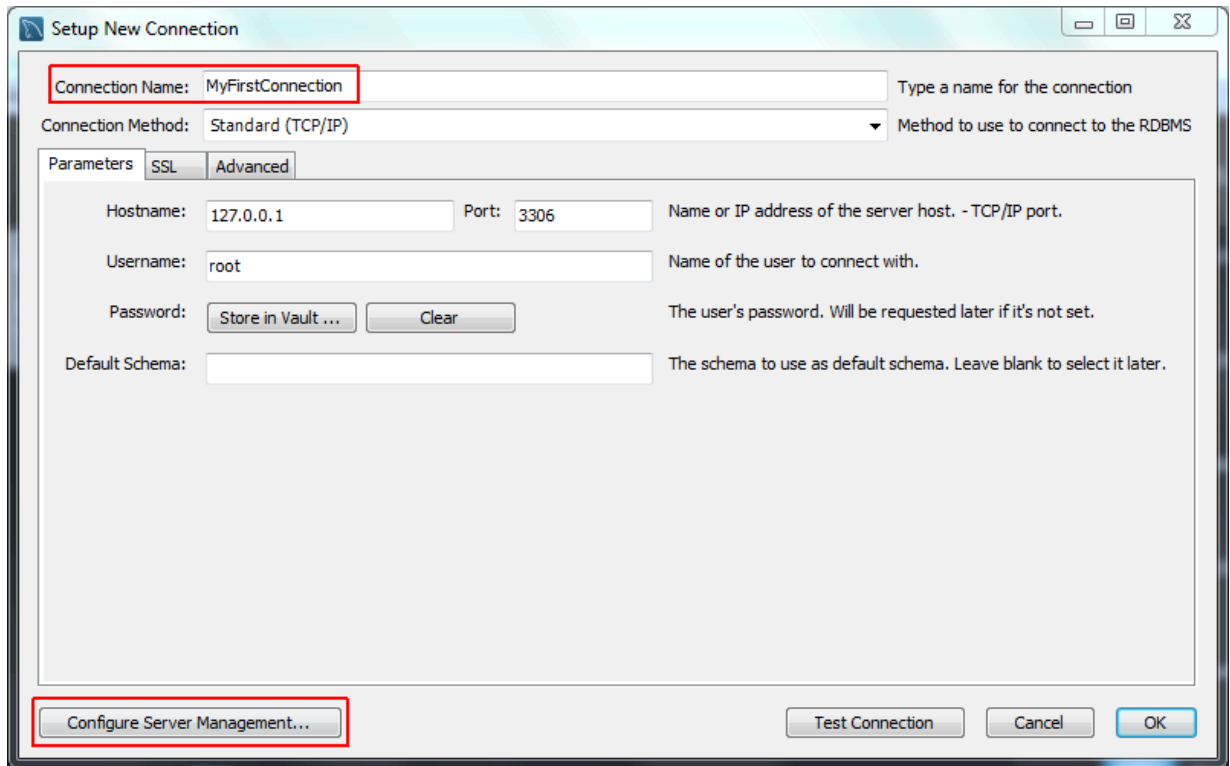 Setup New Connection
Connection Name: MyFirstConnection Type a name for the connection
Connection Method: Standard (TCP/IP) Method to use to connect to the RDBMS
Parameters SSL Advanced
Hostname: 127.0.0.1 Port: 3306 Name or IP address of the server host. - TCP/IP port.
Username: root Name of the user to connect with.
Password: Store in Vault ... Clear The user's password. Will be requested later if it's not set.
Default Schema: The schema to use as default schema. Leave blank to select it later.
Configure Server Management... Test Connection Cancel OK